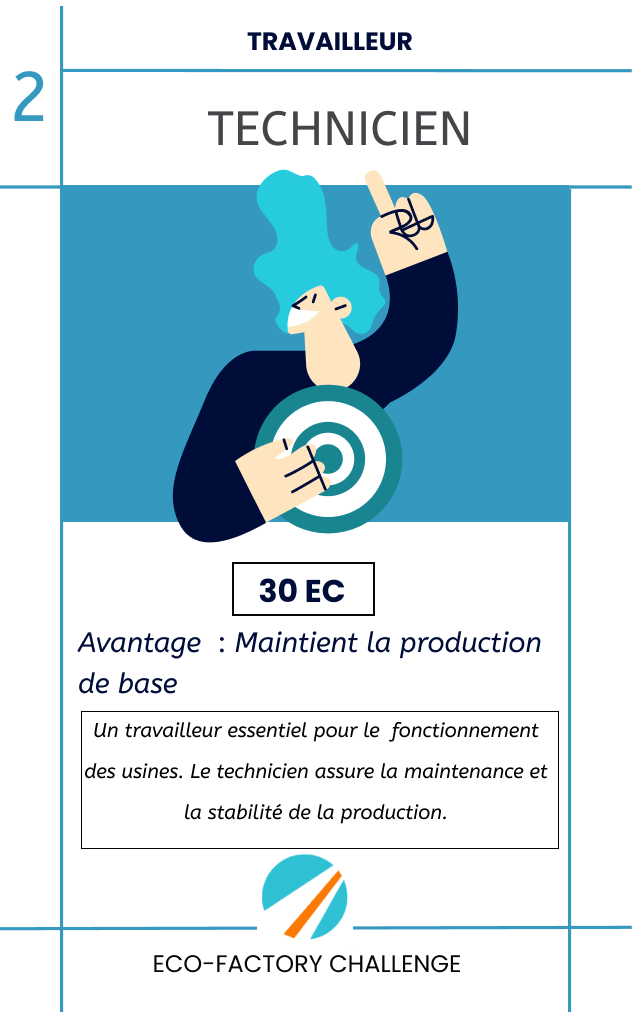 TRAVAILLEUR
2
TECHNICIEN
30 EC
Avantage : Maintient la production
de base
Un travailleur essentiel pour le fonctionnement
des usines. Le technicien assure la maintenance et
la stabilité de la production.
ECO-FACTORY CHALLENGE